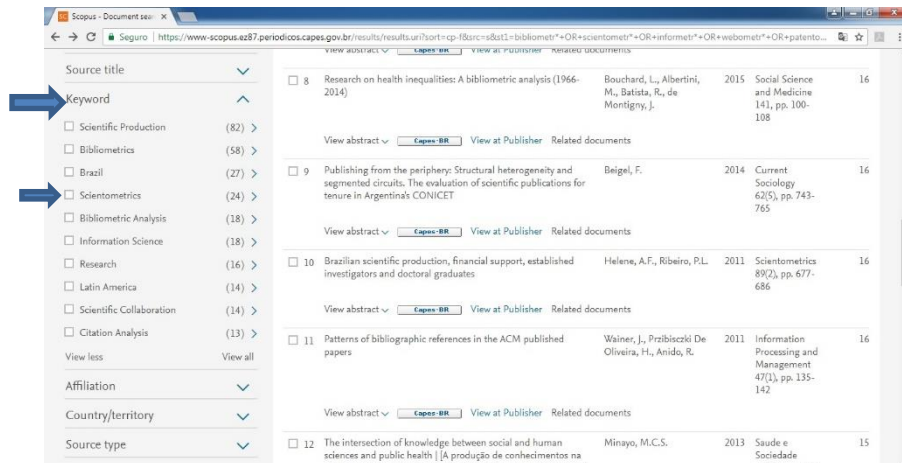 Scopus - Document sear
Seguro | https://www-scopus.ez87.periodicos.capes.gov.br/results/results.uri?sort=cp-f&src=s&st1=bibliometr*+OR+scientometr*+OR+informetr*+OR+webometr*+OR+patento...
Source title
Keyword
Scientific Production (82)
Bibliometrics (58)
Brazil (27)
Scientometrics (24)
Bibliometric Analysis (18)
Information Science (18)
Research (16)
Latin America (14)
Scientific Collaboration (14)
Citation Analysis (13)
View less View all
Affiliation
Country/territory
Source type
View abstract Capes-BR View at Publisher Related documents
8 Research on health inequalities: A bibliometric analysis (1966- Bouchard, L., Albertini, 2015 Social Science 16
2014) M., Batista, R., de and Medicine
Montigny, J. 141, pp. 100-
108
View abstract Capes-BR View at Publisher Related documents
9 Publishing from the periphery: Structural heterogeneity and Beigel, F. 2014 Current 16
segmented circuits. The evaluation of scientific publications for Sociology
tenure in Argentina's CONICET 62(5), pp. 743-
765
View abstract Capes-BR View at Publisher Related documents
10 Brazilian scientific production, financial support, established Helene, A.F., Ribeiro, P.L. 2011 Scientometrics 16
investigators and doctoral graduates 89(2), pp. 677-
686
View abstract Capes-BR View at Publisher Related documents
11 Patterns of bibliographic references in the ACM published Wainer, J., Przibisczki De 2011 Information 16
papers Oliveira, H., Anido, R. Processing and
Management
47(1), pp. 135-
142
View abstract Capes-BR View at Publisher Related documents
12 The intersection of knowledge between social and human Minayo, M.C.S. 2013 Saude e 15
sciences and public health | [A produção de conhecimentos na Sociedade